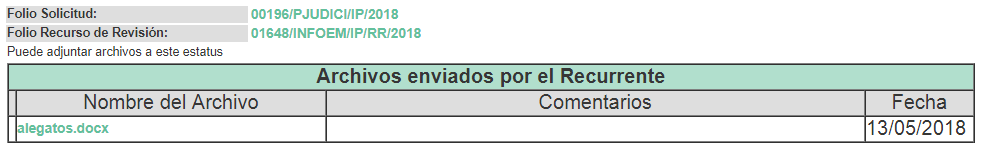 Folio Solicitud: 00196/PJUDICI/IP/2018
Folio Recurso de Revisión: 01648/INFOEM/IP/RR/2018
Puede adjuntar archivos a este estatus
Archivos enviados por el Recurrente
Nombre del Archivo Comentarios Fecha
alegatos.docx 13/05/2018